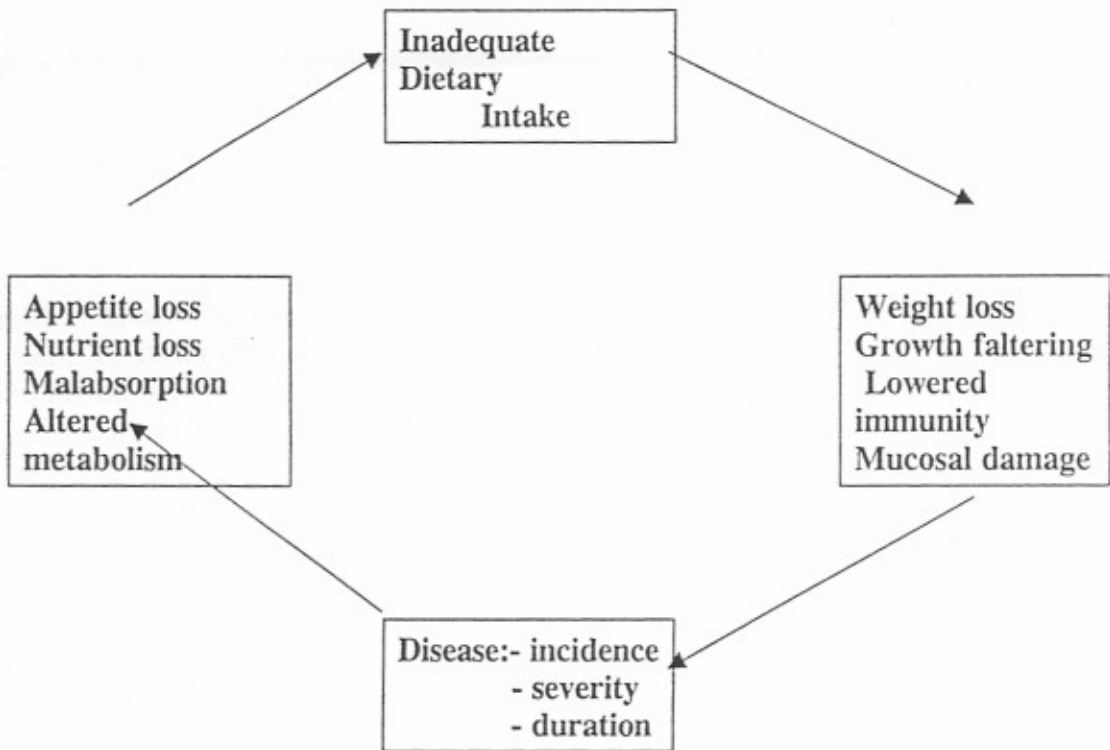 Inadequate
Dietary
Intake
Appetite loss
Nutrient loss
Malabsorption
Altered
metabolism
Weight loss
Growth faltering
Lowered
immunity
Mucosal damage
Disease:- incidence
- severity
- duration